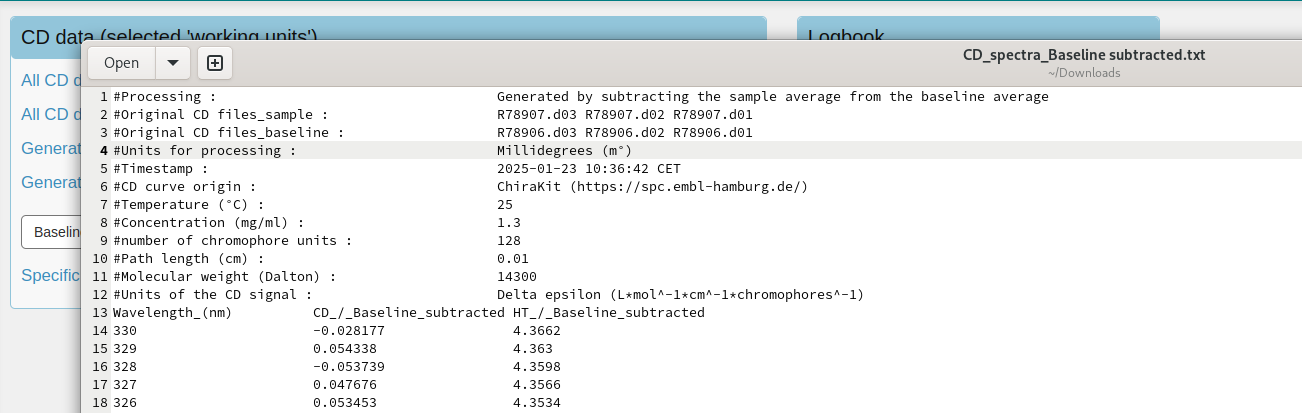 CD data (selected 'working units')
Logbook
All CD d
All CD d
Generat
Generat
Baselin
Specific
Open
CD_spectra_Baseline subtracted.txt
~/Downloads
1 #Processing : Generated by subtracting the sample average from the baseline average
2 #Original CD files_sample : R78907.d03 R78907.d02 R78907.d01
3 #Original CD files_baseline : R78906.d03 R78906.d02 R78906.d01
4 #Units for processing : Millidegrees (m°)
5 #Timestamp : 2025-01-23 10:36:42 CET
6 #CD curve origin : ChiraKit (https://spc.embl-hamburg.de/)
7 #Temperature (°C) : 25
8 #Concentration (mg/ml) : 1.3
9 #number of chromophore units : 128
10 #Path length (cm) : 0.01
11 #Molecular weight (Dalton) : 14300
12 #Units of the CD signal : Delta epsilon (L*mol^-1*cm^-1*chromophores^-1)
13 Wavelength_(nm) CD_/_Baseline_subtracted HT_/_Baseline_subtracted
14 330 -0.028177 4.3662
15 329 0.054338 4.363
16 328 -0.053739 4.3598
17 327 0.047676 4.3566
18 326 0.053453 4.3534